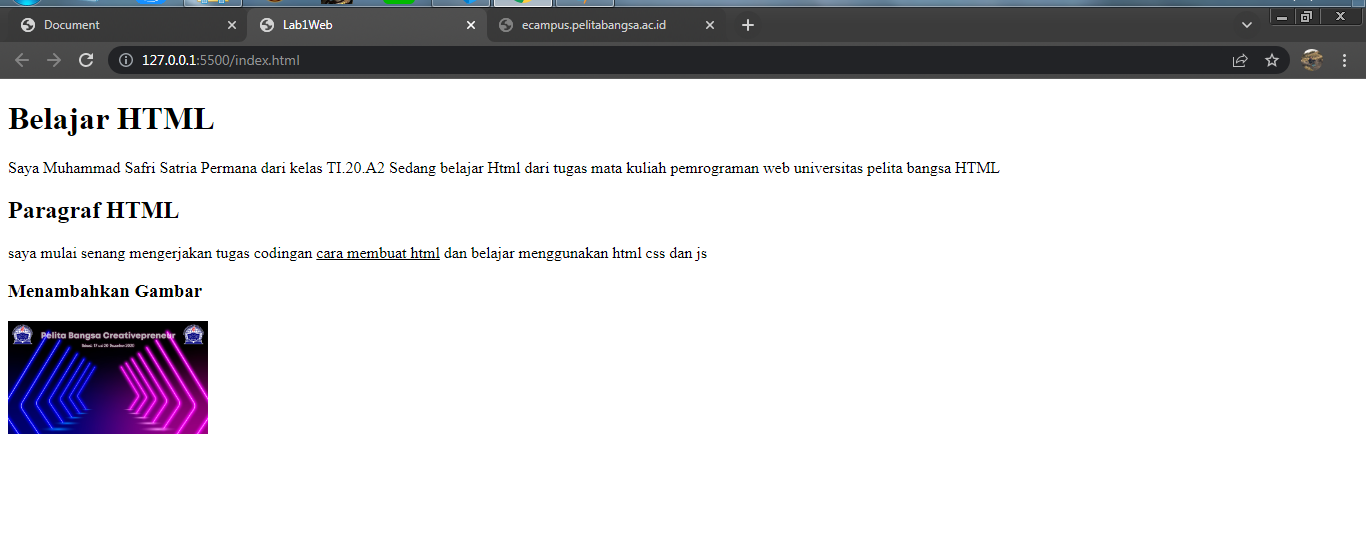 Document
Lab1Web
ecampus.pelitabangsa.ac.id
127.0.0.1:5500/index.html
Belajar HTML
Saya Muhammad Safri Satria Permana dari kelas TI.20.A2 Sedang belajar Html dari tugas mata kuliah pemrograman web universitas pelita bangsa HTML
Paragraf HTML
saya mulai senang mengerjakan tugas codingan cara membuat html dan belajar menggunakan html css dan js
Menambahkan Gambar
Pelita Bangsa Creativepreneur